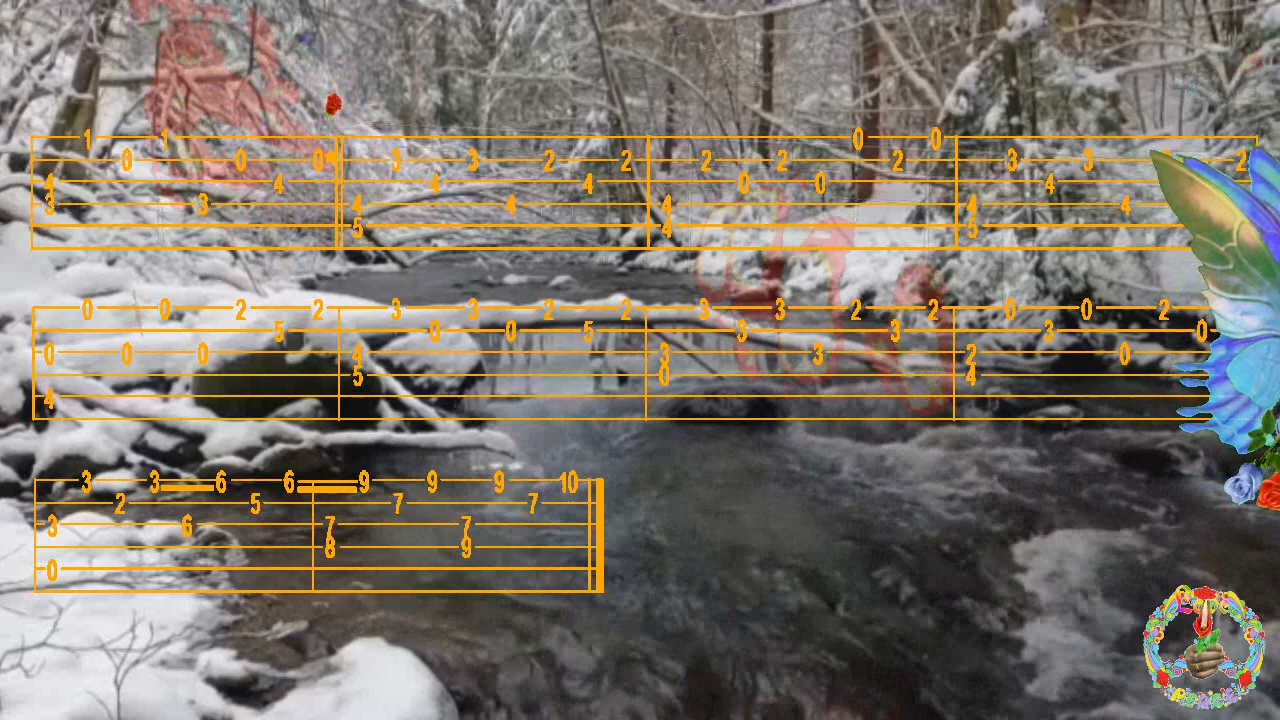 1 1 0 0
0 0 0 3 3 2 2 2 2 2 3 3 2
4 4 4 4 0 0 4
3 3 4 4 4 4 4
5 4 5
0 0 2 2 3 3 2 2 3 3 2 2 0 0 2
5 0 0 5 3 3 3 0
0 0 0 4 3 3 2 0
5 0 4
4
3 3 6 6 9 9 9 10
2 5 7 7
3 6 7 7
8 9
0